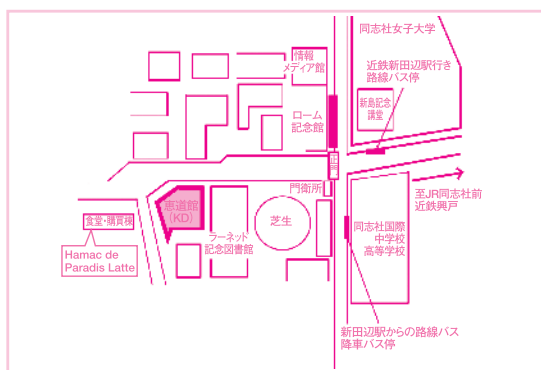 同志社女子大学
情報
メディア館
近鉄新田辺駅行き
路線バス停
新島記念
講堂
ローム
記念館
正門
門衛所
至JR同志社前
近鉄興戸
恵道館
(KD)
食堂・購買棟
ラーネット
記念図書館
芝生
同志社国際
中学校
高等学校
Hamac de
Paradis Latte
新田辺駅からの路線バス
降車バス停